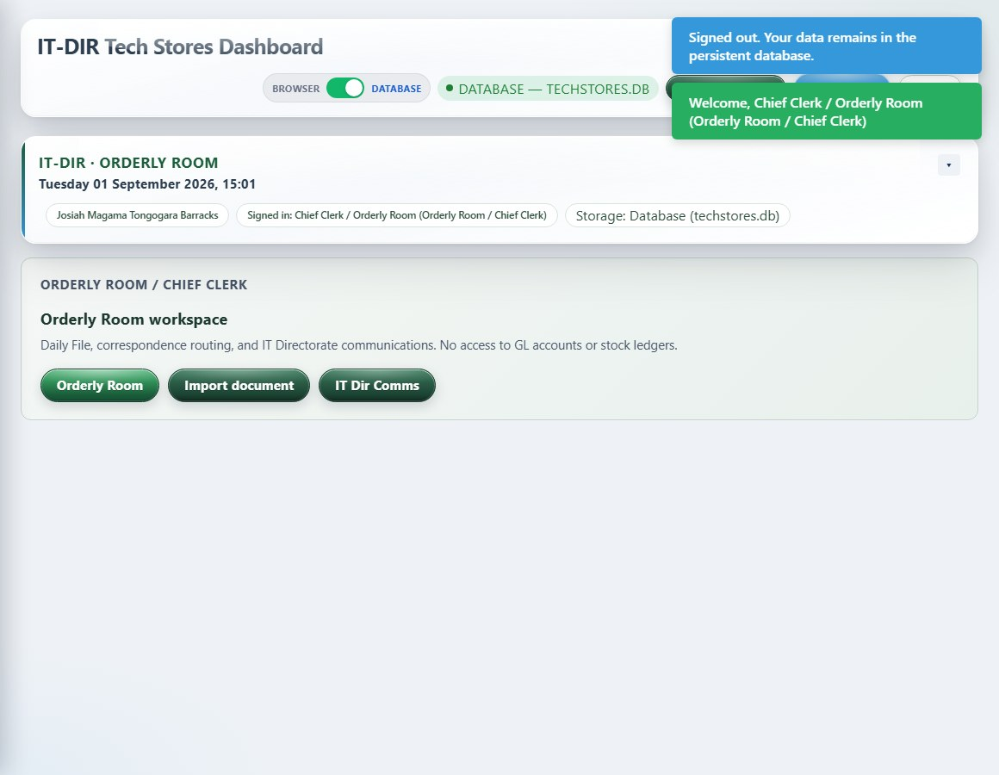 IT-DIR Tech Stores Dashboard
Signed out. Your data remains in the
persistent database.
BROWSER DATABASE DATABASE — TECHSTORES.DB
Welcome, Chief Clerk / Orderly Room
(Orderly Room / Chief Clerk)
IT-DIR · ORDERLY ROOM
Tuesday 01 September 2026, 15:01
Josiah Magama Tongogara Barracks Signed in: Chief Clerk / Orderly Room (Orderly Room / Chief Clerk) Storage: Database (techstores.db)
ORDERLY ROOM / CHIEF CLERK
Orderly Room workspace
Daily File, correspondence routing, and IT Directorate communications. No access to GL accounts or stock ledgers.
Orderly Room Import document IT Dir Comms